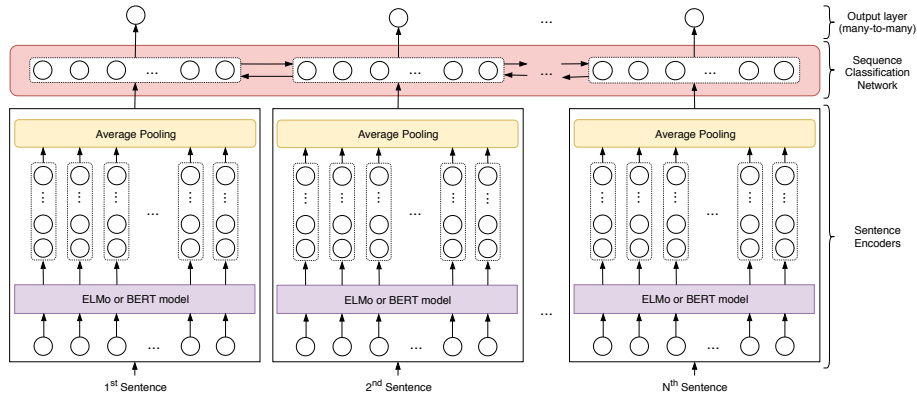 Output layer
(many-to-many)
...
... ... ... ...
Sequence
Classification
Network
Average Pooling Average Pooling Average Pooling
... ... ... ... ... ... ... ... ... ... ... ... ... ... ...
... ... ...
Sentence
Encoders
ELMo or BERT model ELMo or BERT model ELMo or BERT model
...
... ... ...
1st Sentence 2nd Sentence Nth Sentence